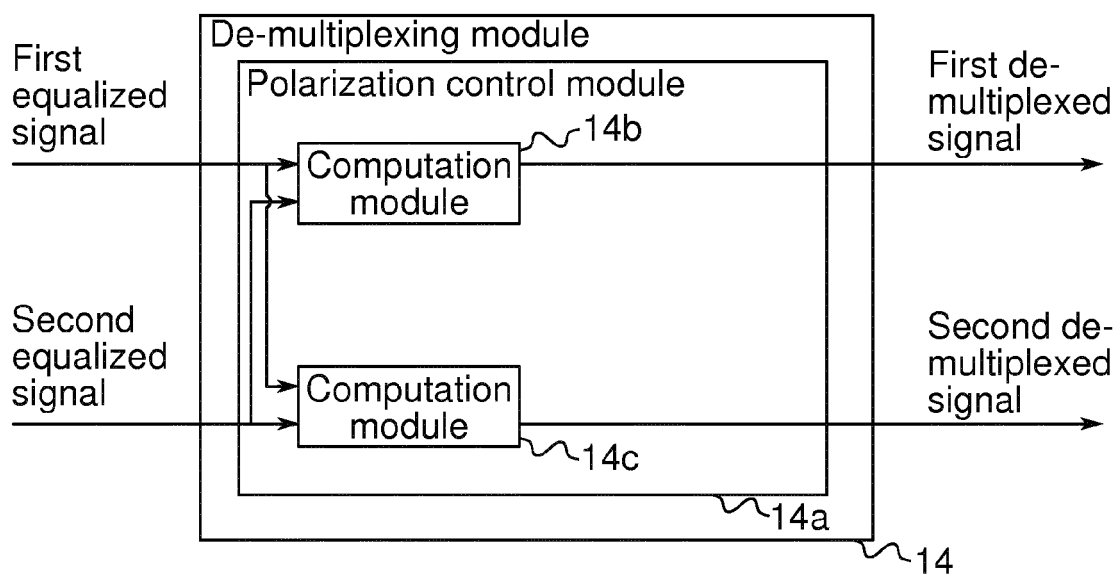 De-multiplexing module
First
equalized
signal
Polarization control module
First de-
multiplexed
signal
14b
Computation
module
Second
equalized
signal
Second de-
multiplexed
signal
Computation
module
14c
14a
14